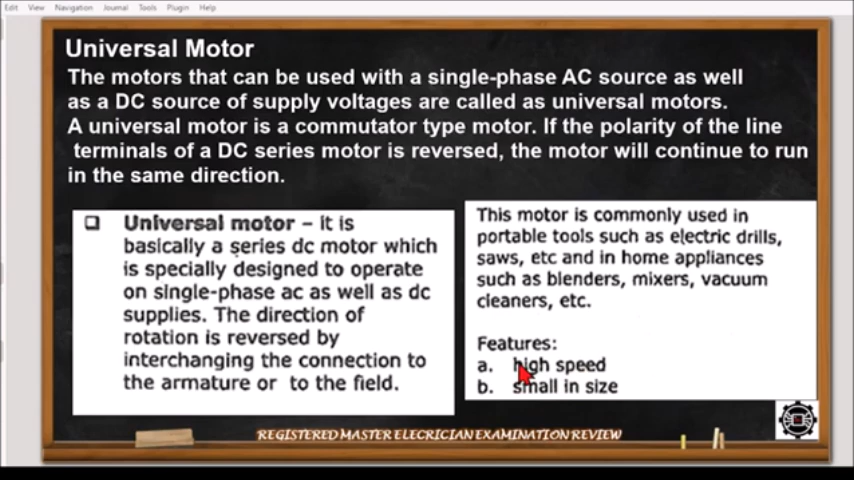 Edit View Navigation Journal Tools Plugin Help
Universal Motor
The motors that can be used with a single-phase AC source as well
as a DC source of supply voltages are called as universal motors.
A universal motor is a commutator type motor. If the polarity of the line
terminals of a DC series motor is reversed, the motor will continue to run
in the same direction.
Universal motor – it is
basically a series dc motor which
is specially designed to operate
on single-phase ac as well as dc
supplies. The direction of
rotation is reversed by
interchanging the connection to
the armature or to the field.
This motor is commonly used in
portable tools such as electric drills,
saws, etc and in home appliances
such as blenders, mixers, vacuum
cleaners, etc.
Features:
a. high speed
b. small in size
REGISTERED MASTER ELECRICIAN EXAMINATION REVIEW